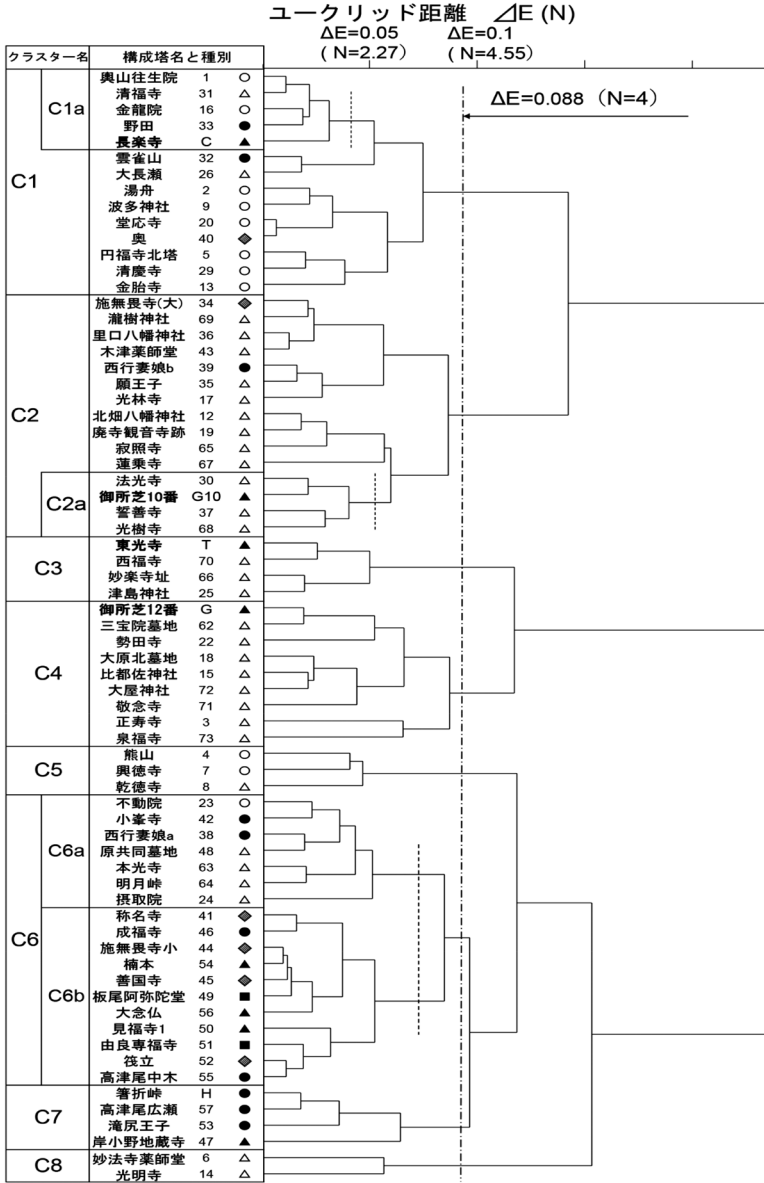 ユークリッド距離 ⊿E (N)
ΔE=0.05 ΔE=0.1
( N=2.27) ( N=4.55)
クラスター名 構成塔名と種別
ΔE=0.088 (N=4)
C1
C1a
奥山往生院 1 ○
清福寺 31 △
金龍院 16 ○
野田 33 ●
長楽寺 C ▲
雲雀山 32 ●
大長瀬 26 △
湯舟 2 ○
波多神社 9 ○
堂応寺 20 ○
奥 40 ◆
円福寺北塔 5 ○
清慶寺 29 ○
金胎寺 13 ○
C2
施無畏寺(大) 34 ◆
瀧樹神社 69 △
里口八幡神社 36 △
木津薬師堂 43 △
西行妻娘b 39 ●
願王子 35 △
光林寺 17 △
北畑八幡神社 12 △
廃寺観音寺跡 19 △
寂照寺 65 △
蓮乗寺 67 △
C2a
法光寺 30 △
御所芝10番 G10 ▲
誓善寺 37 △
光樹寺 68 △
C3
東光寺 T ▲
西福寺 70 △
妙楽寺址 66 △
津島神社 25 △
C4
御所芝12番 G ▲
三宝院墓地 62 △
勢田寺 22 △
大原北墓地 18 △
比都佐神社 15 △
大屋神社 72 △
敬念寺 71 △
正寿寺 3 △
泉福寺 73 △
C5
熊山 4 ○
興徳寺 7 ○
乾徳寺 8 △
C6
C6a
不動院 23 ○
小峯寺 42 ●
西行妻娘a 38 ●
原共同墓地 48 △
本光寺 63 △
明月峠 64 △
摂取院 24 △
C6b
称名寺 41 ◆
成福寺 46 ●
施無畏寺小 44 ◆
楠本 54 ▲
善国寺 45 ◆
板尾阿弥陀堂 49 ■
大念仏 56 ▲
見福寺1 50 ▲
由良専福寺 51 ■
筏立 52 ◆
高津尾中木 55 ●
C7
箸折峠 H ●
高津尾広瀬 57 ●
滝尻王子 53 ●
岸小野地蔵寺 47 ▲
C8
妙法寺薬師堂 6 △
光明寺 14 △